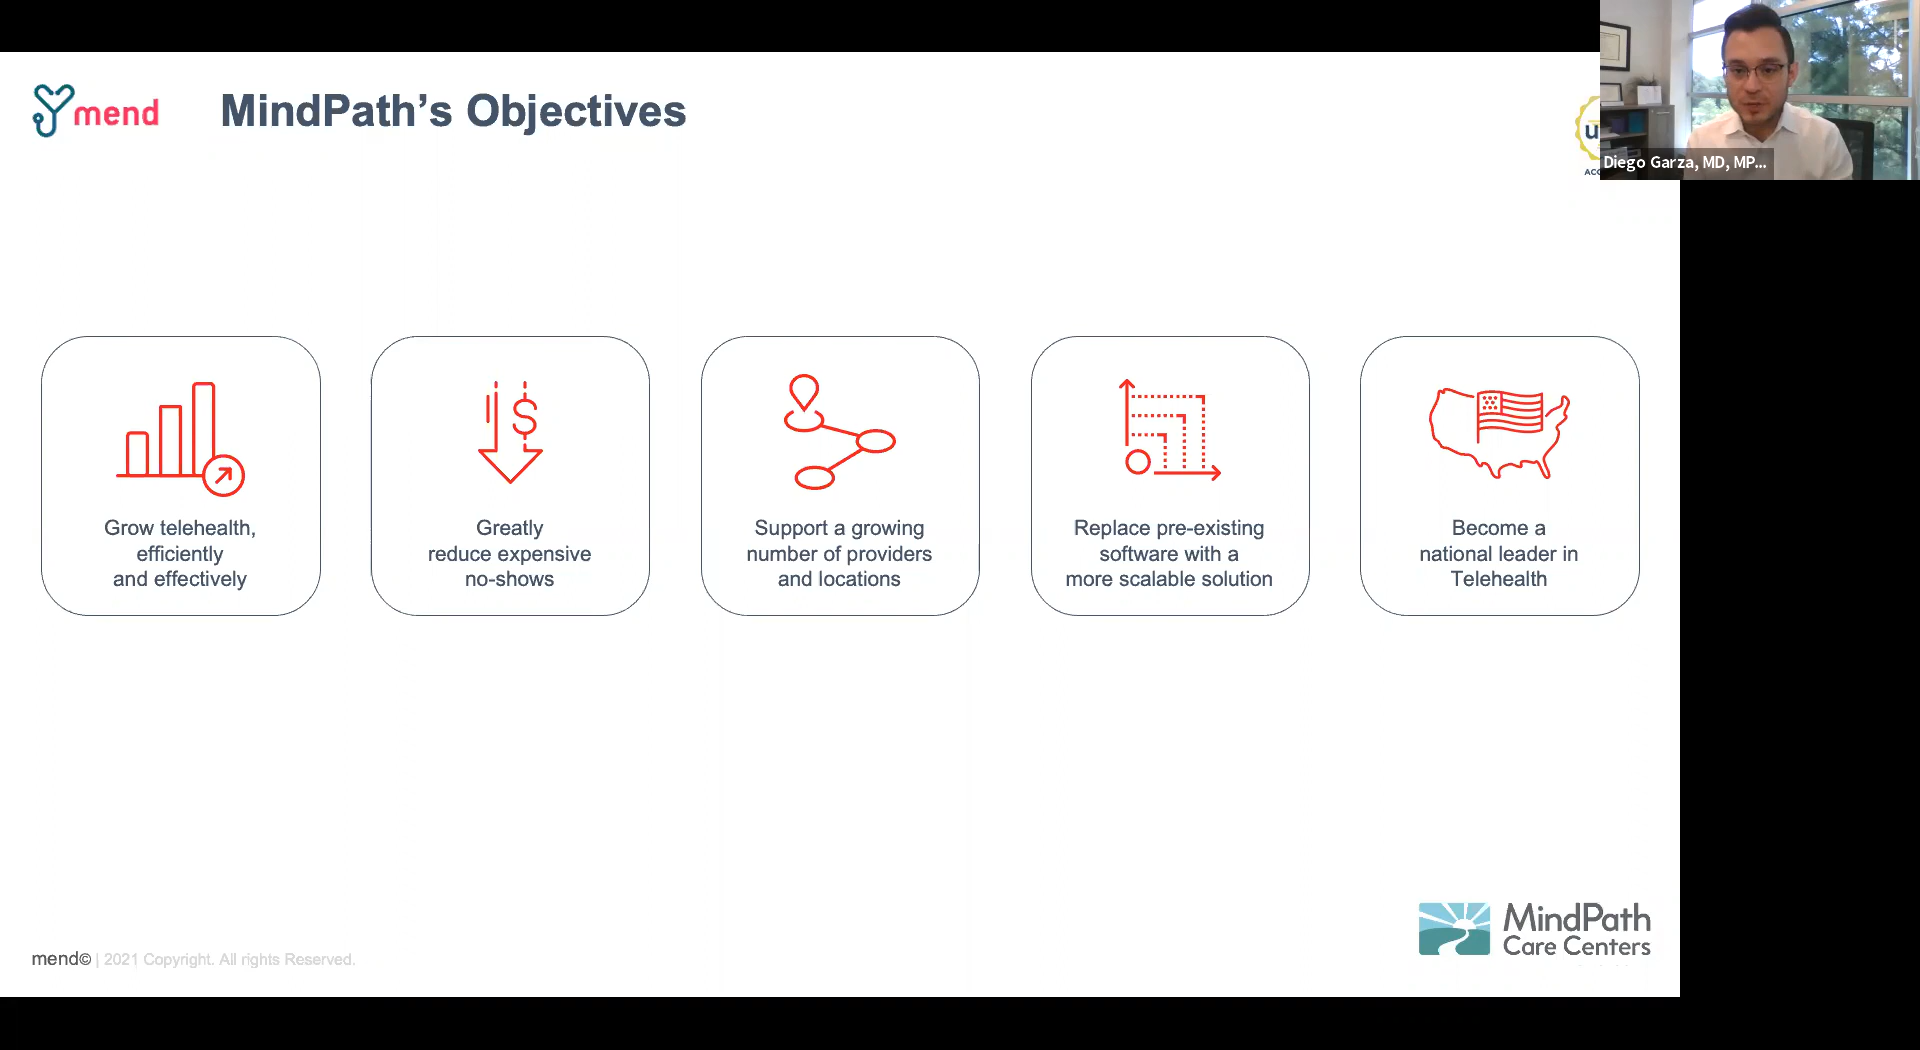 mend
MindPath's Objectives
Diego Garza, MD, MP...
Grow telehealth,
efficiently
and effectively
Greatly
reduce expensive
no-shows
Support a growing
number of providers
and locations
Replace pre-existing
software with a
more scalable solution
Become a
national leader in
Telehealth
MindPath
Care Centers
mend© | 2021 Copyright. All rights Reserved.